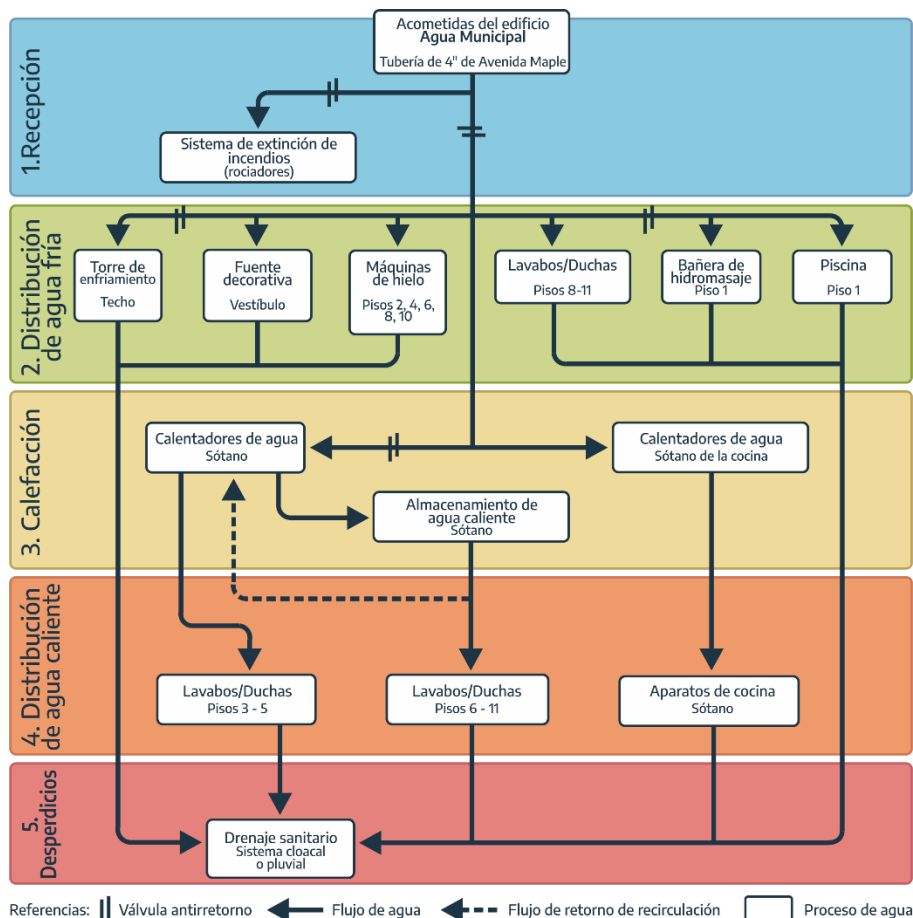 Acometidas del edificio
Agua Municipal
Tubería de 4" de Avenida Maple
1.Recepción
Sistema de extinción de
incendios
(rociadores)
2. Distribución
de agua fría
Torre de
enfriamiento
Techo
Fuente
decorativa
Vestíbulo
Máquinas
de hielo
Pisos 2, 4, 6,
8, 10
Lavabos/Duchas
Pisos 8-11
Bañera de
hidromasaje
Piso 1
Piscina
Piso 1
3. Calefacción
Calentadores de agua
Sótano
Calentadores de agua
Sótano de la cocina
Almacenamiento de
agua caliente
Sótano
4. Distribución
de agua caliente
Lavabos/Duchas
Pisos 3 - 5
Lavabos/Duchas
Pisos 6 - 11
Aparatos de cocina
Sótano
5.
Desperdicios
Drenaje sanitario
Sistema cloacal
o pluvial
Referencias: Válvula antirretorno Flujo de agua Flujo de retorno de recirculación Proceso de agua